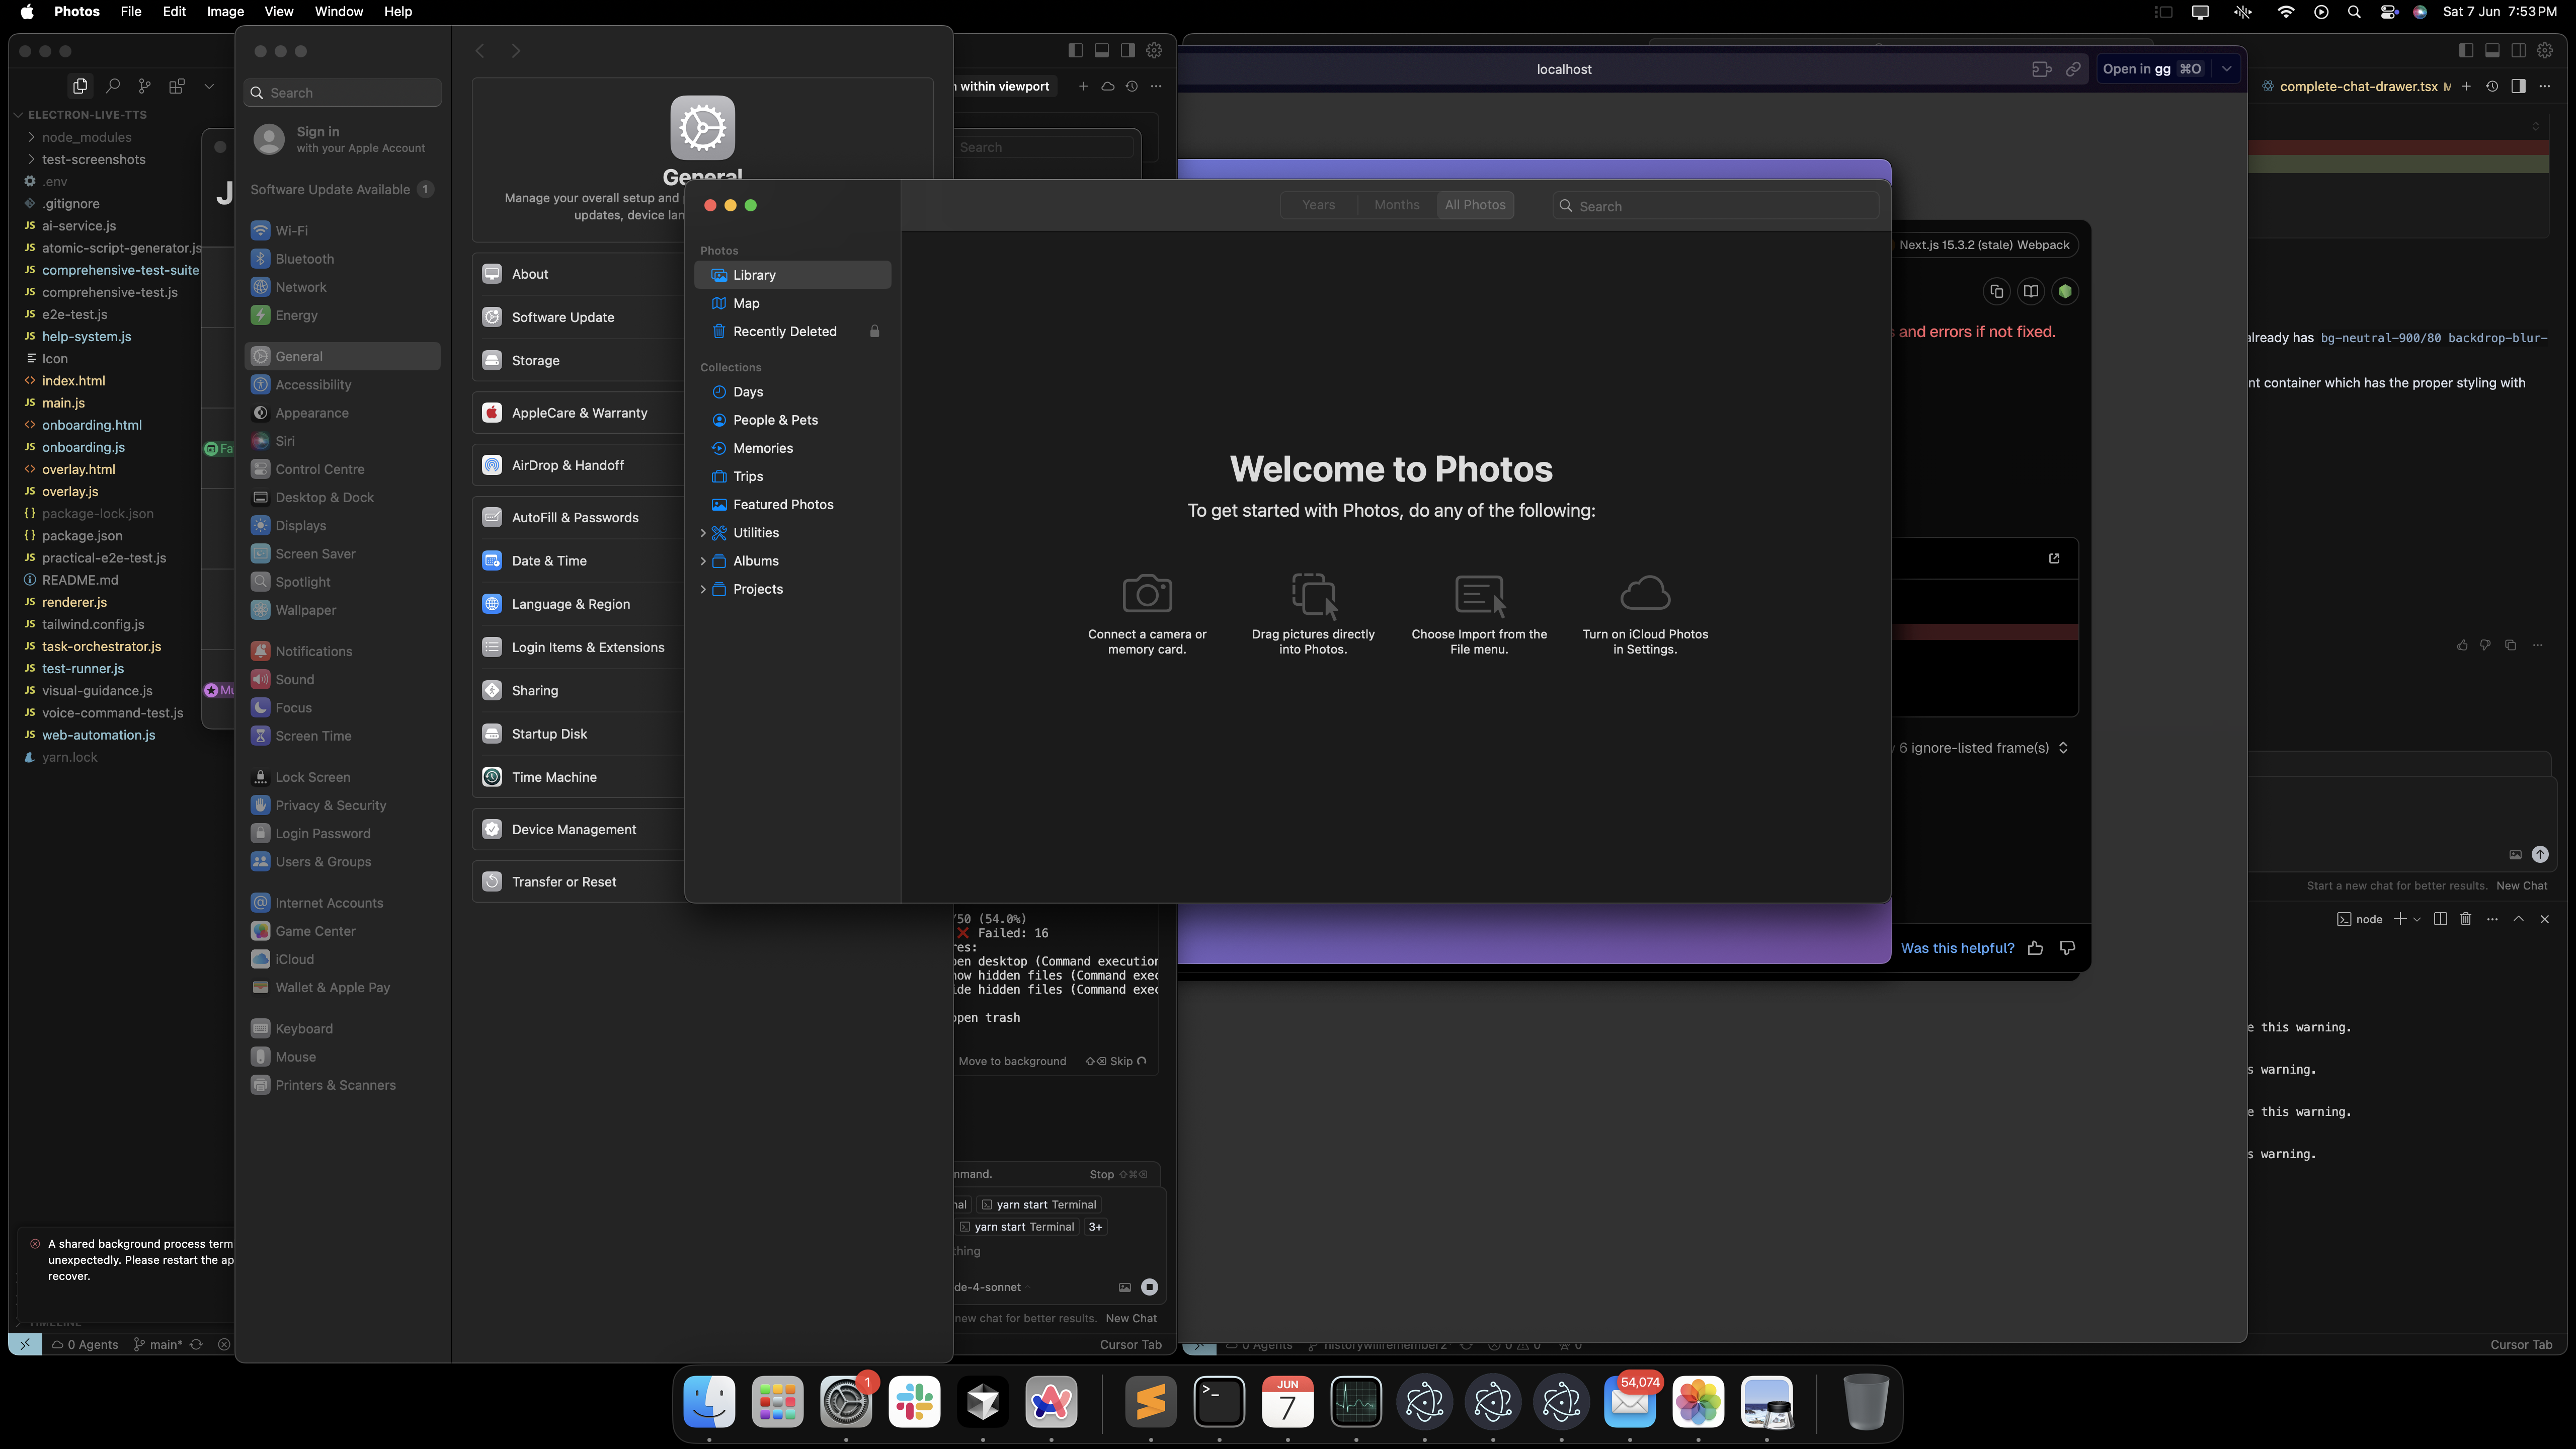 Photos File Edit Image View Window Help
Sat 7 Jun 7:53 PM
ELECTRON-LIVE-TTS
node_modules
test-screenshots
.env
.gitignore
ai-service.js
atomic-script-generator.js
comprehensive-test-suite
comprehensive-test.js
e2e-test.js
help-system.js
Icon
index.html
main.js
onboarding.html
onboarding.js
overlay.html
overlay.js
package-lock.json
package.json
practical-e2e-test.js
README.md
renderer.js
tailwind.config.js
task-orchestrator.js
test-runner.js
visual-guidance.js
voice-command-test.js
web-automation.js
yarn.lock
A shared background process term
unexpectedly. Please restart the ap
recover.
TIMELINE
0 Agents main*
J
Fa
Mu
Search
Sign in
with your Apple Account
Software Update Available 1
Wi-Fi
Bluetooth
Network
Energy
General
Accessibility
Appearance
Siri
Control Centre
Desktop & Dock
Displays
Screen Saver
Spotlight
Wallpaper
Notifications
Sound
Focus
Screen Time
Lock Screen
Privacy & Security
Login Password
Users & Groups
Internet Accounts
Game Center
iCloud
Wallet & Apple Pay
Keyboard
Mouse
Printers & Scanners
General
Manage your overall setup and
updates, device lan
About
Software Update
Storage
AppleCare & Warranty
AirDrop & Handoff
AutoFill & Passwords
Date & Time
Language & Region
Login Items & Extensions
Sharing
Startup Disk
Time Machine
Device Management
Transfer or Reset
n within viewport
Search
Years Months All Photos
Search
Photos
Library
Map
Recently Deleted
Collections
Days
People & Pets
Memories
Trips
Featured Photos
Utilities
Albums
Projects
Welcome to Photos
To get started with Photos, do any of the following:
Connect a camera or
memory card.
Drag pictures directly
into Photos.
Choose Import from the
File menu.
Turn on iCloud Photos
in Settings.
/50 (54.0%)
Failed: 16
res:
pen desktop (Command execution
how hidden files (Command exec
ide hidden files (Command exec
open trash
Move to background Skip
mmand. Stop
nal yarn start Terminal
yarn start Terminal 3+
thing
de-4-sonnet
new chat for better results. New Chat
Cursor Tab
localhost
Open in gg ⌘O
Next.js 15.3.2 (stale) Webpack
s and errors if not fixed.
6 ignore-listed frame(s)
Was this helpful?
0 Agents historywillremember2* 0 0 0
complete-chat-drawer.tsx M
already has bg-neutral-900/80 backdrop-blur-
nt container which has the proper styling with
Start a new chat for better results. New Chat
node
e this warning.
s warning.
e this warning.
s warning.
Cursor Tab
1
JUN
7
54,074